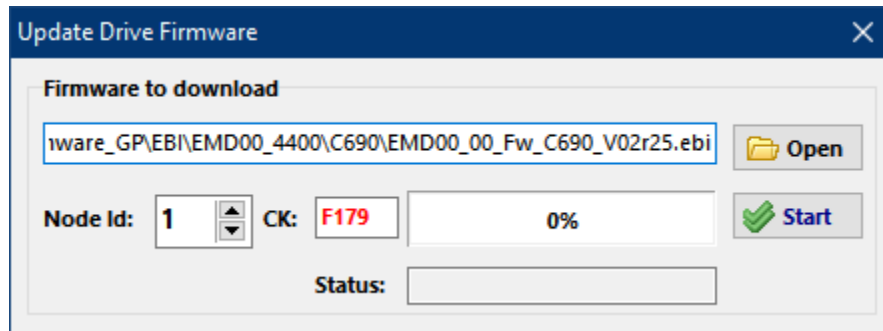 Update Drive Firmware
Firmware to download
ware_GP\EBI\EMD00_4400\C690\EMD00_00_Fw_C690_V02r25.ebi Open
Node Id: 1 CK: F179 0% Start
Status: